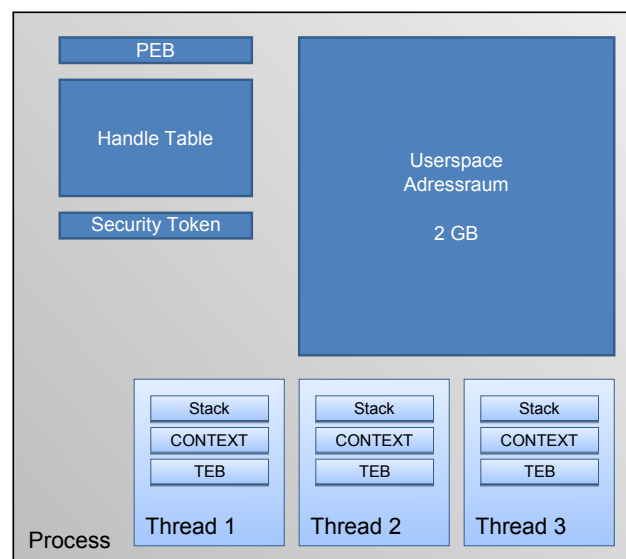 PEB
Handle Table
Security Token
Userspace
Adressraum
2 GB
Stack
CONTEXT
TEB
Thread 1
Stack
CONTEXT
TEB
Thread 2
Stack
CONTEXT
TEB
Thread 3
Process